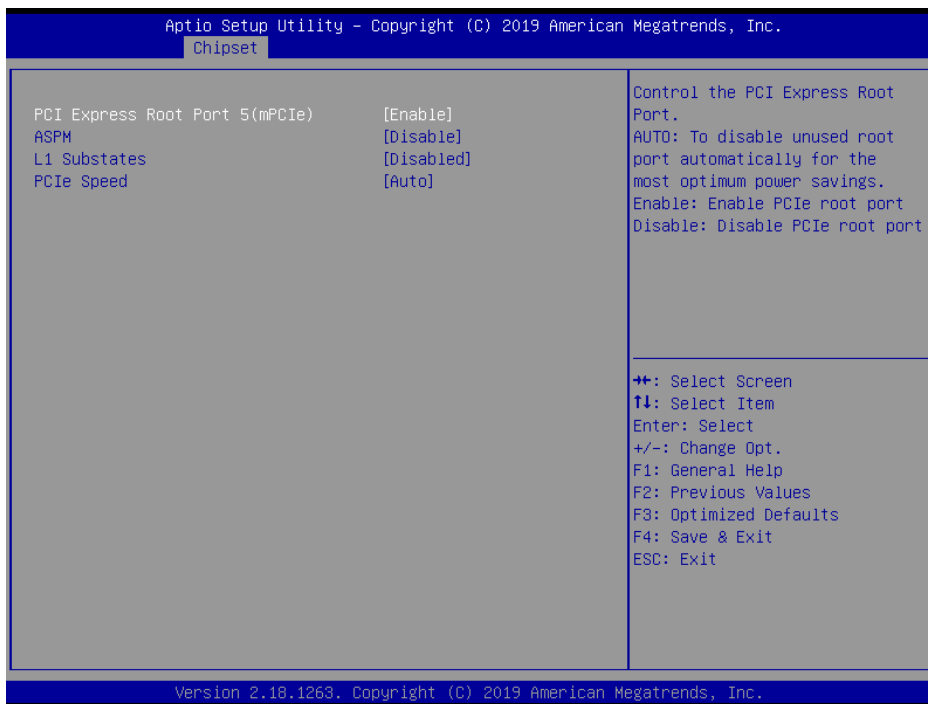 Aptio Setup Utility – Copyright (C) 2019 American Megatrends, Inc.
Chipset
PCI Express Root Port 5(mPCIe) [Enable]
ASPM [Disable]
L1 Substates [Disabled]
PCIe Speed [Auto]
Control the PCI Express Root
Port.
AUTO: To disable unused root
port automatically for the
most optimum power savings.
Enable: Enable PCIe root port
Disable: Disable PCIe root port
→←: Select Screen
↑↓: Select Item
Enter: Select
+/-: Change Opt.
F1: General Help
F2: Previous Values
F3: Optimized Defaults
F4: Save & Exit
ESC: Exit
Version 2.18.1263. Copyright (C) 2019 American Megatrends, Inc.